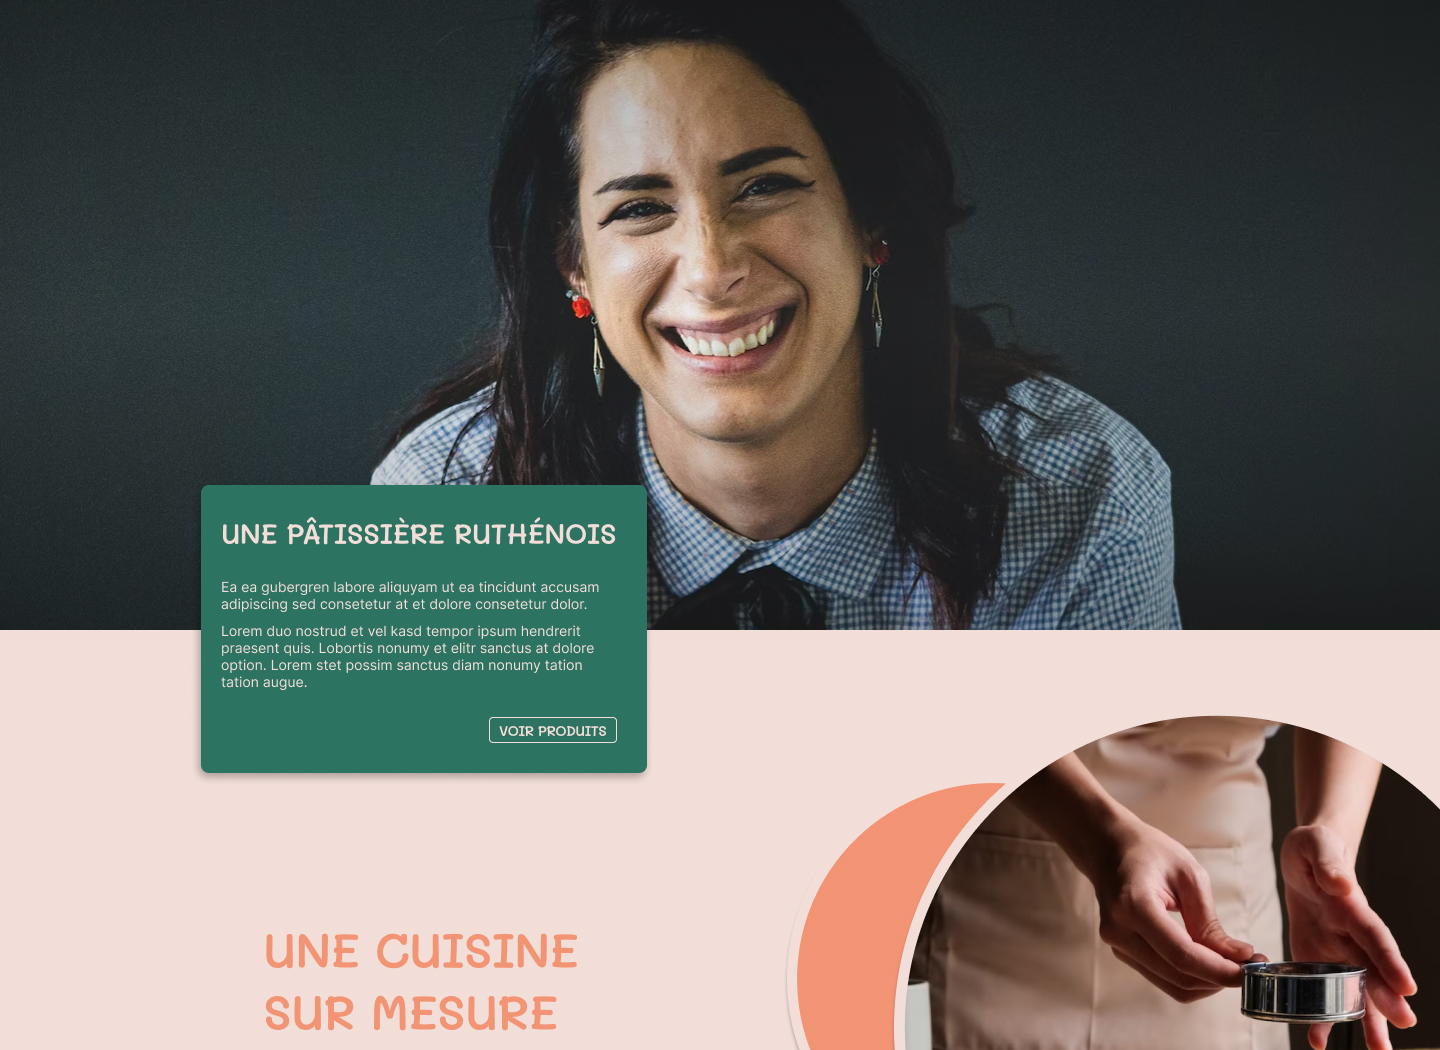 UNE PÂTISSIÈRE RUTHÉNOIS
Ea ea gubergren labore aliquyam ut ea tincidunt accusam
adipiscing sed consetetur at et dolore consetetur dolor.
Lorem duo nostrud et vel kasd tempor ipsum hendrerit
praesent quis. Lobortis nonumy et elitr sanctus at dolore
option. Lorem stet possim sanctus diam nonumy tation
tation augue.
VOIR PRODUITS
UNE CUISINE
SUR MESURE